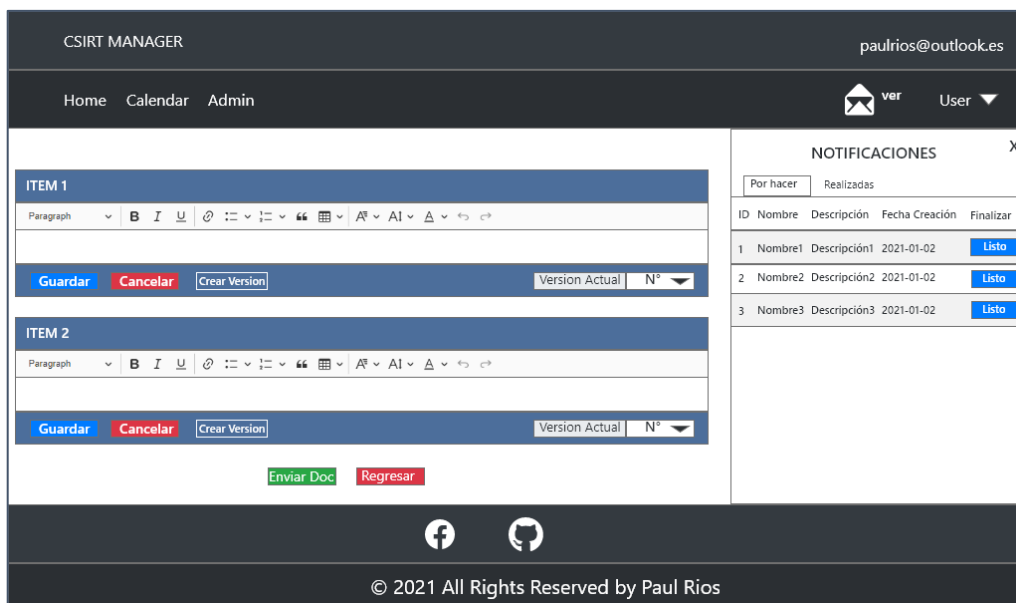 CSIRT MANAGER
paulrios@outlook.es
Home Calendar Admin
ver
User
NOTIFICACIONES
X
Por hacer Realizadas
ID Nombre Descripción Fecha Creación Finalizar
1 Nombre1 Descripción1 2021-01-02 Listo
2 Nombre2 Descripción2 2021-01-02 Listo
3 Nombre3 Descripción3 2021-01-02 Listo
ITEM 1
Paragraph B I U A AI A
Guardar Cancelar Crear Version Version Actual N°
ITEM 2
Paragraph B I U A AI A
Guardar Cancelar Crear Version Version Actual N°
Enviar Doc Regresar
© 2021 All Rights Reserved by Paul Rios